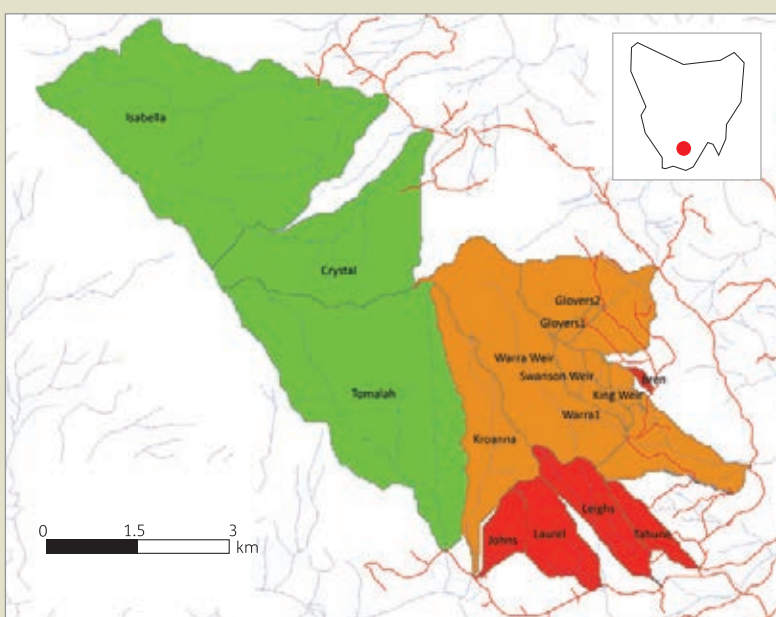 Isabella
Crystal
Glovers2
Glovers1
Warra Weir
Swanson Weir
Bren
Tomalah
King Weir
Warra1
Kroanna
Leighs
Johns
Laurel
Tahune
0
1.5
3
km